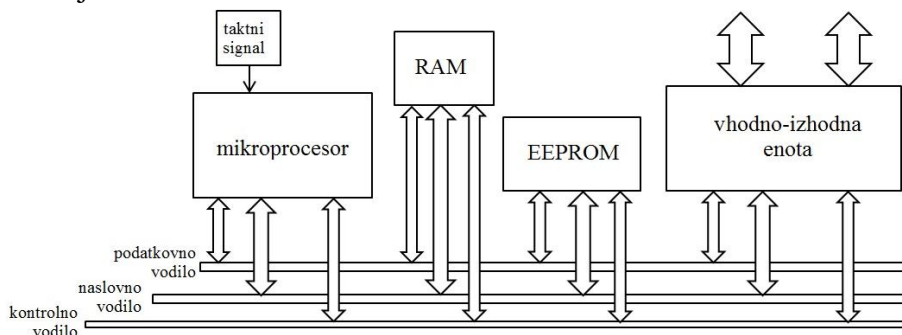 taktni
signal
RAM
mikroprocesor
EEPROM
vhodno-izhodna
enota
podatkovno
vodilo
naslovno
vodilo
kontrolno
vodilo